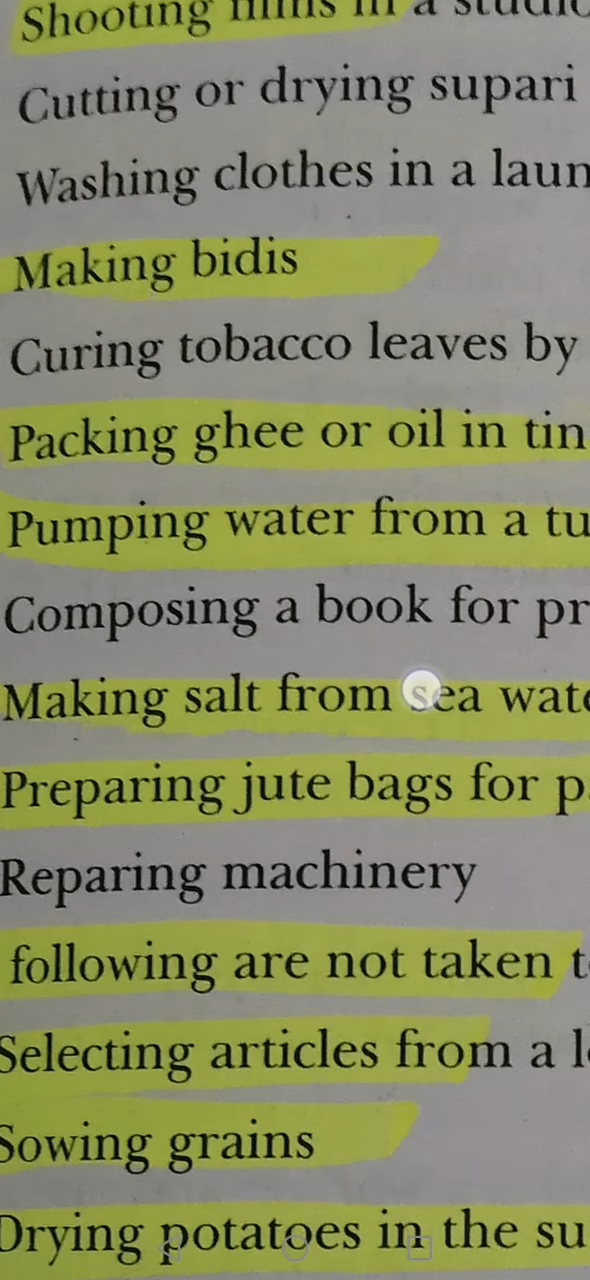 Shooting films in a studio
Cutting or drying supari
Washing clothes in a laun
Making bidis
Curing tobacco leaves by
Packing ghee or oil in tin
Pumping water from a tu
Composing a book for pr
Making salt from sea wate
Preparing jute bags for p
Reparing machinery
following are not taken t
Selecting articles from a l
Sowing grains
Drying potatoes in the su